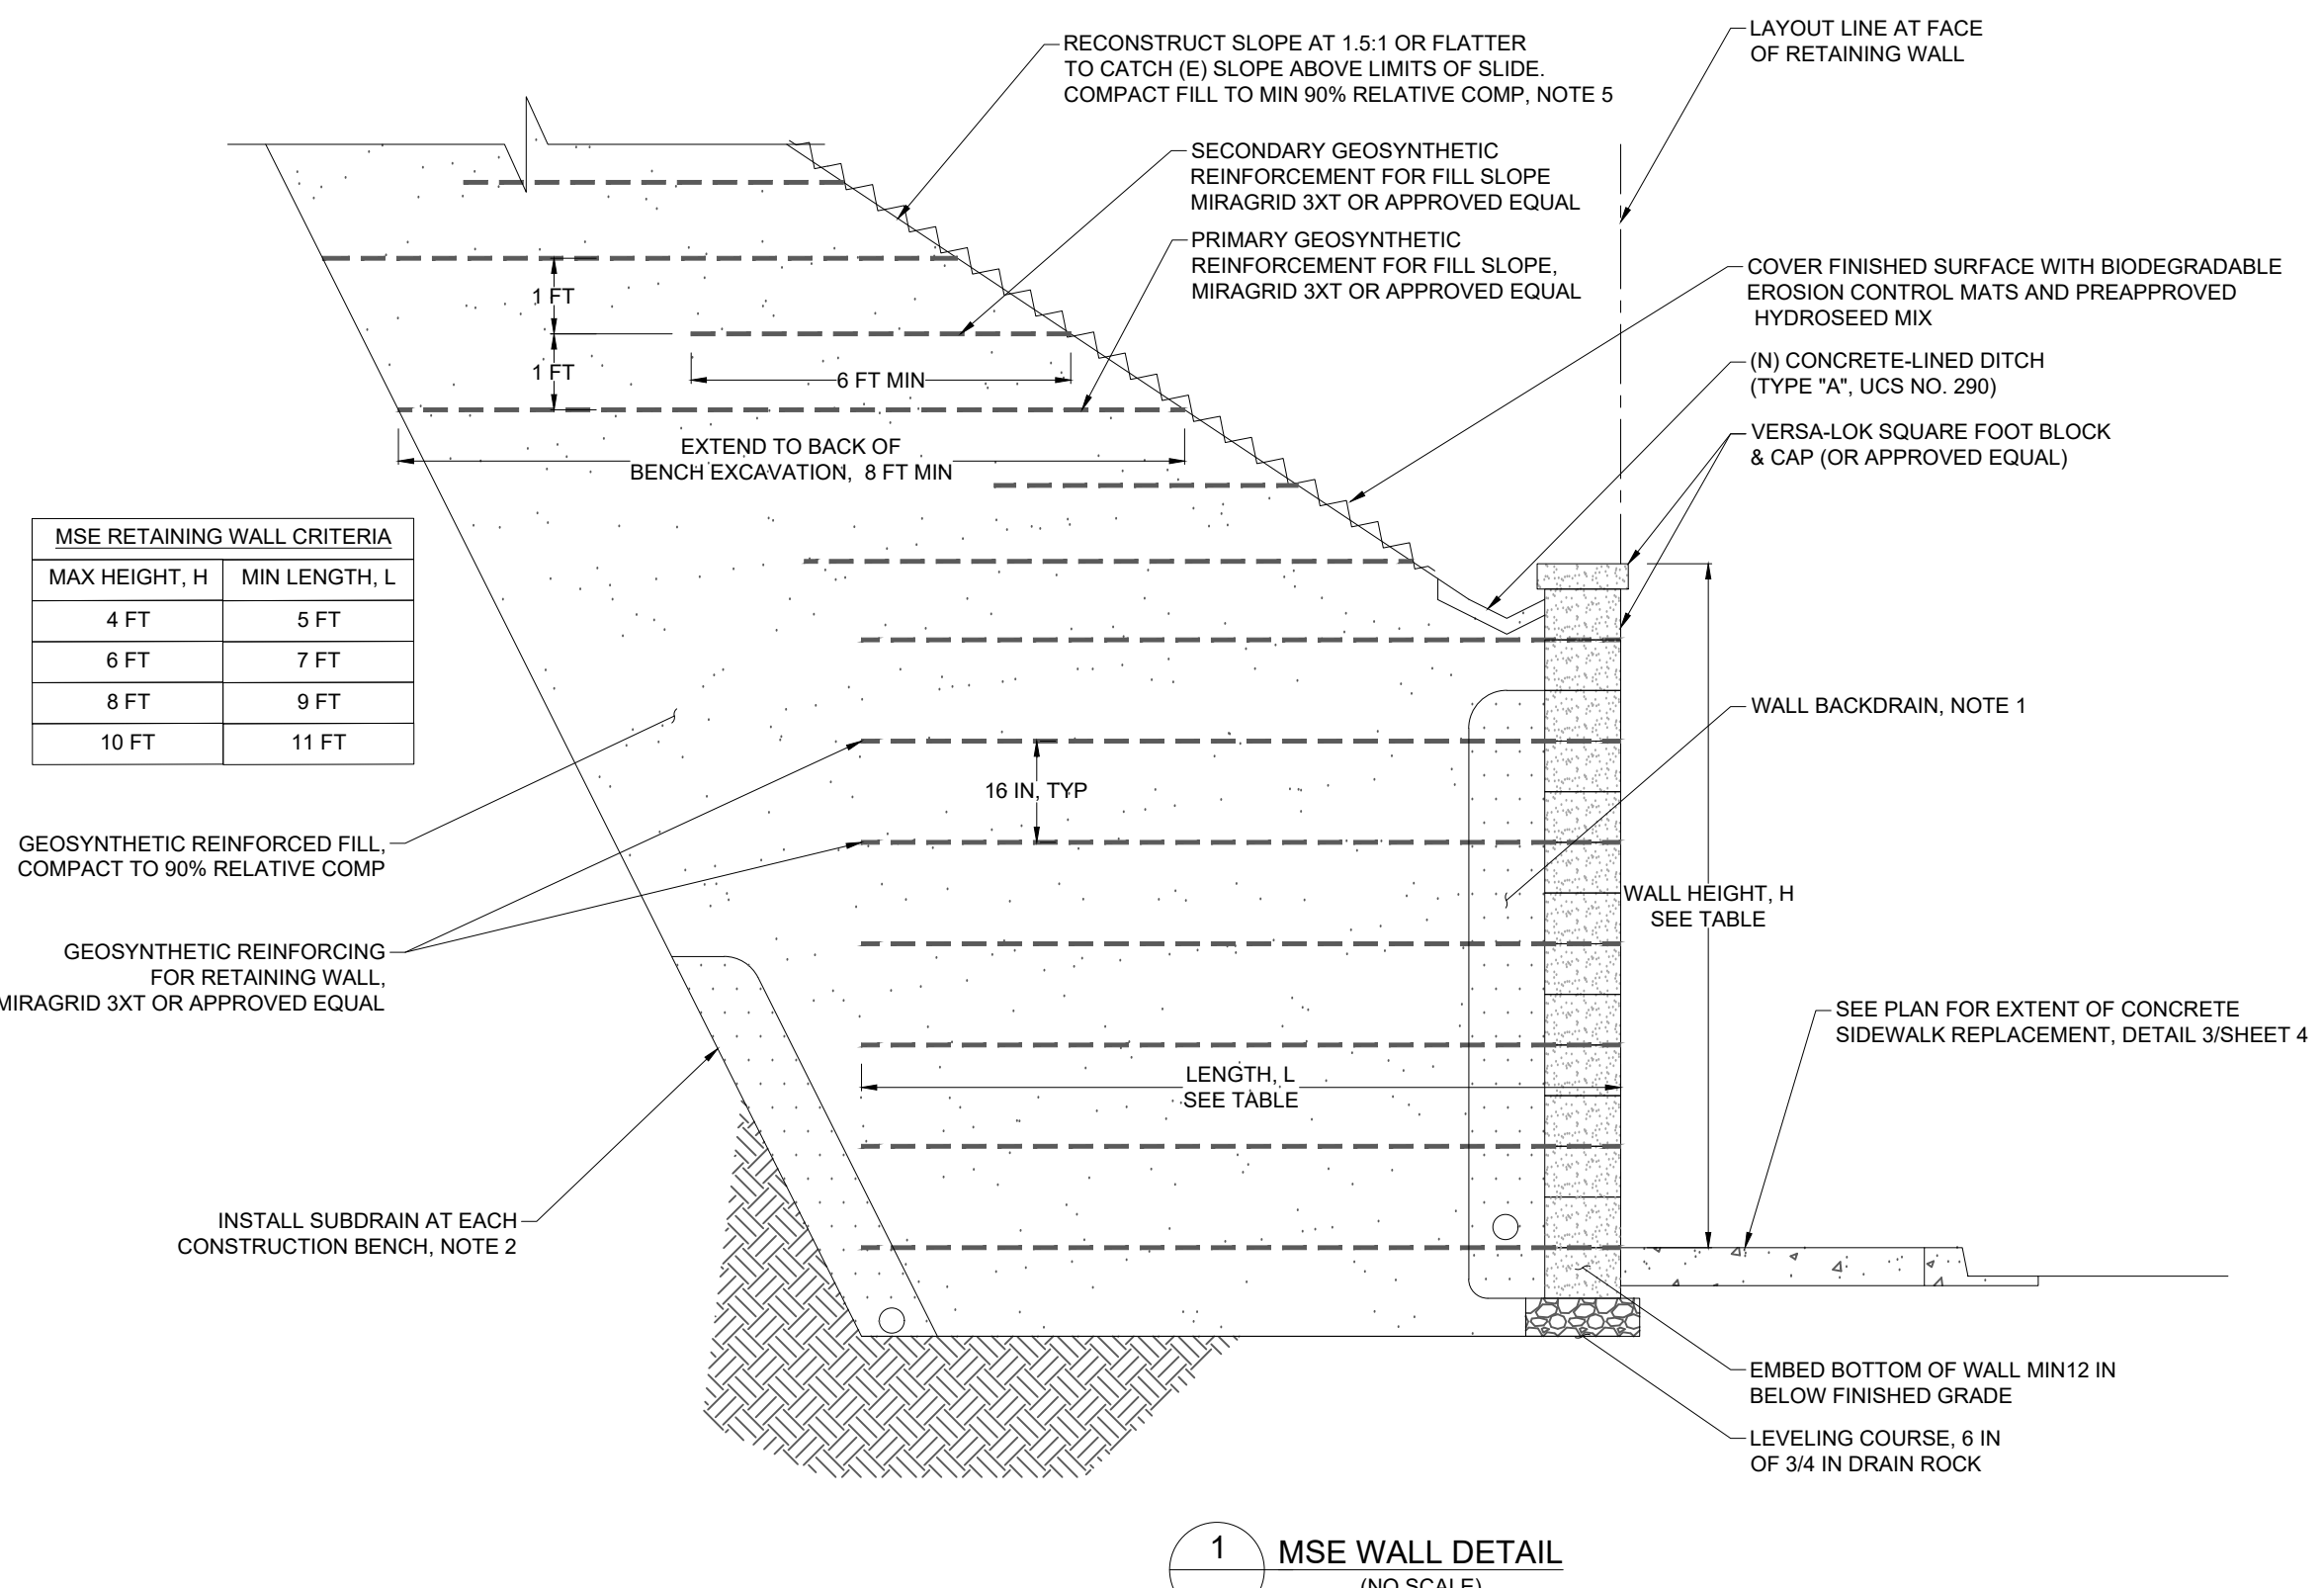 RECONSTRUCT SLOPE AT 1.5:1 OR FLATTER
TO CATCH (E) SLOPE ABOVE LIMITS OF SLIDE.
COMPACT FILL TO MIN 90% RELATIVE COMP, NOTE 5
LAYOUT LINE AT FACE
OF RETAINING WALL
SECONDARY GEOSYNTHETIC
REINFORCEMENT FOR FILL SLOPE
MIRAGRID 3XT OR APPROVED EQUAL
PRIMARY GEOSYNTHETIC
REINFORCEMENT FOR FILL SLOPE,
MIRAGRID 3XT OR APPROVED EQUAL
COVER FINISHED SURFACE WITH BIODEGRADABLE
EROSION CONTROL MATS AND PREAPPROVED
HYDROSEED MIX
(N) CONCRETE-LINED DITCH
(TYPE "A", UCS NO. 290)
VERSA-LOK SQUARE FOOT BLOCK
& CAP (OR APPROVED EQUAL)
1 FT
1 FT
6 FT MIN
EXTEND TO BACK OF
BENCH EXCAVATION, 8 FT MIN
MSE RETAINING WALL CRITERIA
MAX HEIGHT, H MIN LENGTH, L
4 FT 5 FT
6 FT 7 FT
8 FT 9 FT
10 FT 11 FT
WALL BACKDRAIN, NOTE 1
16 IN, TYP
GEOSYNTHETIC REINFORCED FILL,
COMPACT TO 90% RELATIVE COMP
WALL HEIGHT, H
SEE TABLE
GEOSYNTHETIC REINFORCING
FOR RETAINING WALL,
MIRAGRID 3XT OR APPROVED EQUAL
SEE PLAN FOR EXTENT OF CONCRETE
SIDEWALK REPLACEMENT, DETAIL 3/SHEET 4
LENGTH, L
SEE TABLE
INSTALL SUBDRAIN AT EACH
CONSTRUCTION BENCH, NOTE 2
EMBED BOTTOM OF WALL MIN12 IN
BELOW FINISHED GRADE
LEVELING COURSE, 6 IN
OF 3/4 IN DRAIN ROCK
1 MSE WALL DETAIL
(NO SCALE)